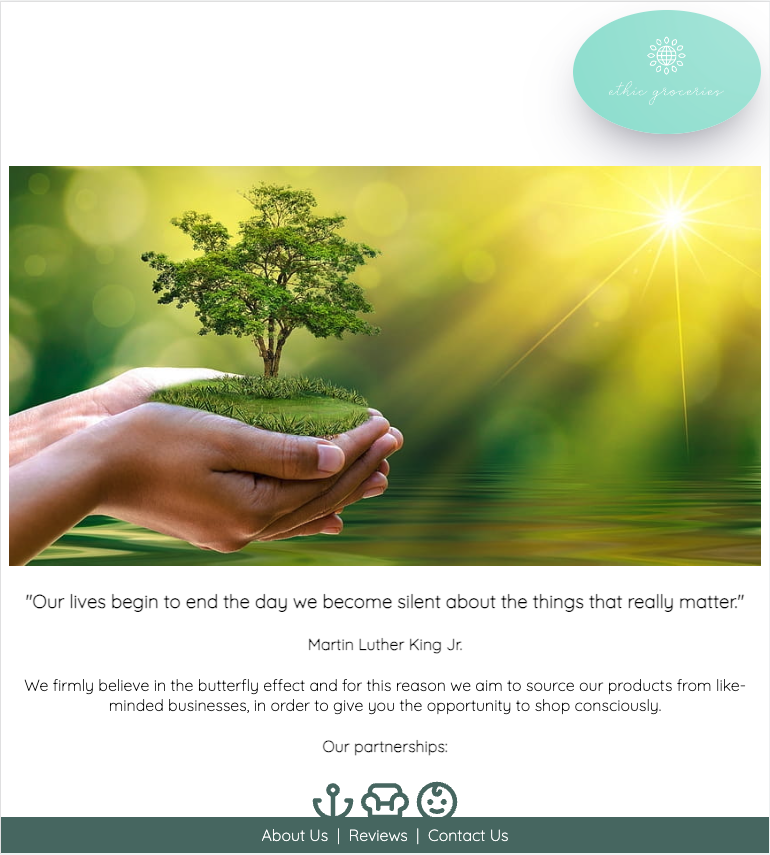 ethic groceries
"Our lives begin to end the day we become silent about the things that really matter."
Martin Luther King Jr.
We firmly believe in the butterfly effect and for this reason we aim to source our products from like-
minded businesses, in order to give you the opportunity to shop consciously.
Our partnerships:
About Us | Reviews | Contact Us